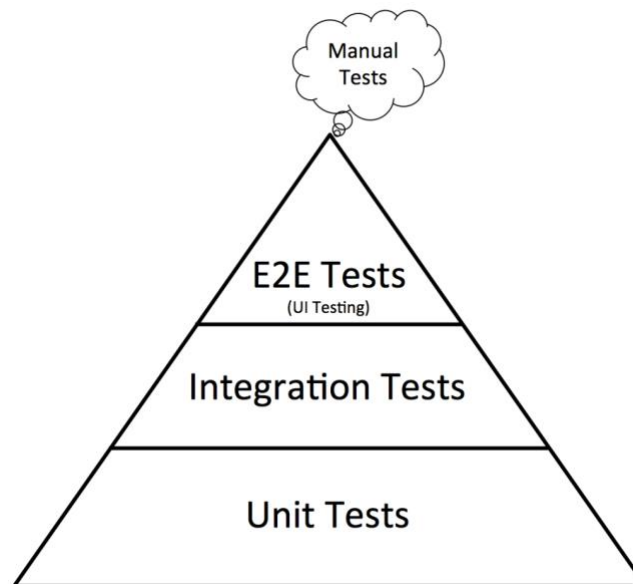 Manual
Tests
E2E Tests
(UI Testing)
Integration Tests
Unit Tests